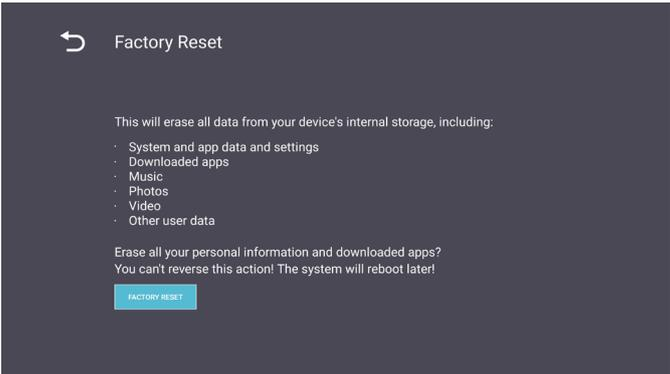 Factory Reset
This will erase all data from your device's internal storage, including:
· System and app data and settings
· Downloaded apps
· Music
· Photos
· Video
· Other user data
Erase all your personal information and downloaded apps?
You can't reverse this action! The system will reboot later!
FACTORY RESET